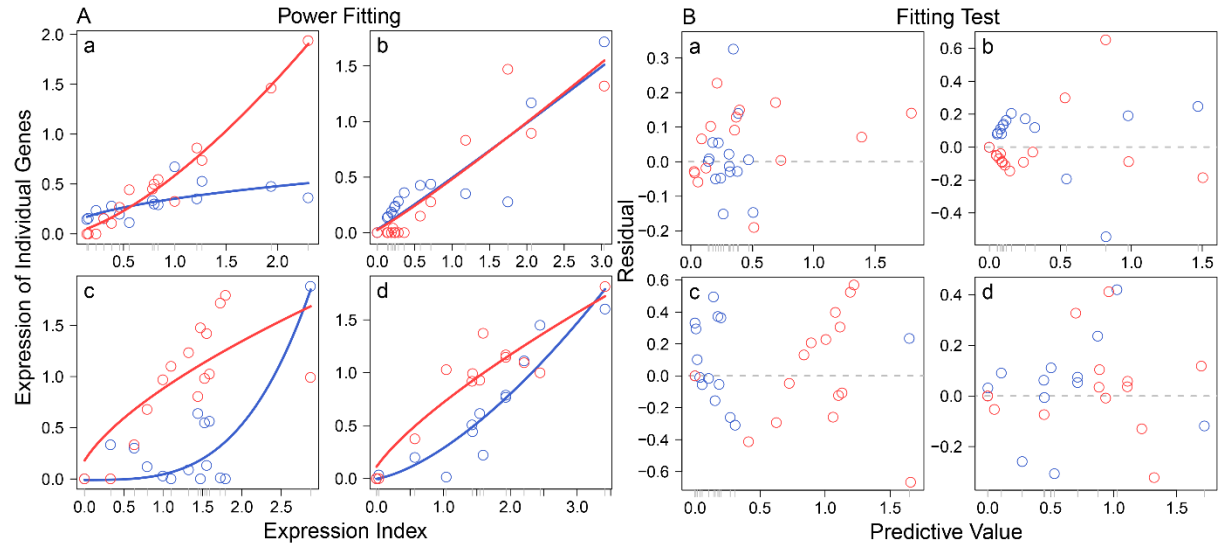 A Power Fitting B Fitting Test
Expression of Individual Genes
a
2.0
1.5
1.0
0.5
0.0
0.5 1.0 1.5 2.0
b
1.5
1.0
0.5
0.0
0.0 0.5 1.0 1.5 2.0 2.5 3.0
c
1.5
1.0
0.5
0.0
0.0 0.5 1.0 1.5 2.0 2.5
d
1.5
1.0
0.5
0.0
0.0 0.5 1.0 1.5 2.0 2.5 3.0
Expression Index
Residual
a
0.3
0.2
0.1
0.0
−0.1
−0.2
0.0 0.5 1.0 1.5
b
0.6
0.4
0.2
0.0
−0.2
−0.4
0.0 0.5 1.0 1.5
c
0.6
0.4
0.2
0.0
−0.2
−0.4
−0.6
0.0 0.5 1.0 1.5
d
0.4
0.2
0.0
−0.2
0.0 0.5 1.0 1.5
Predictive Value